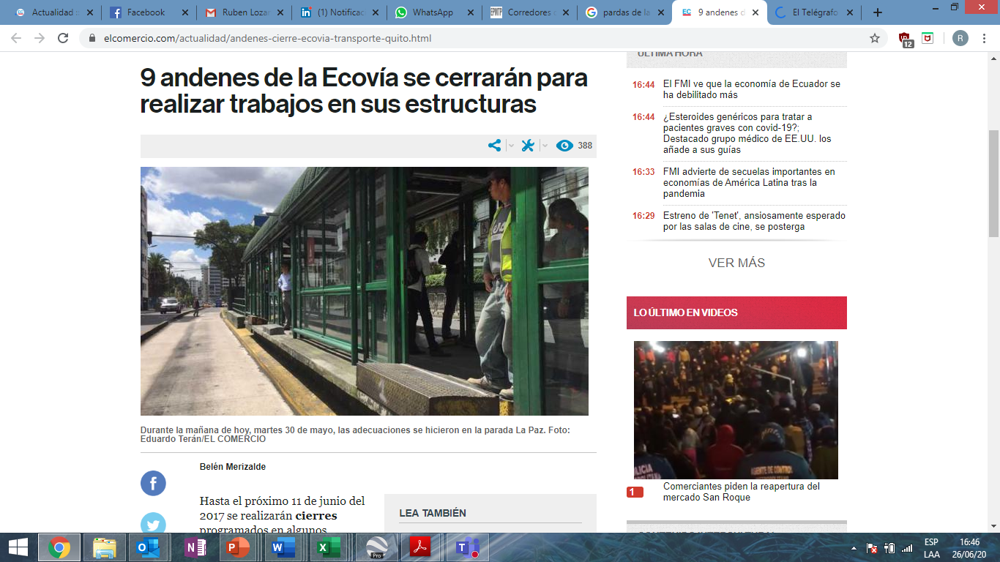 Actualidad p
Facebook
Ruben Lozan
(1) Notificac
WhatsApp
Corredores d
pardas de la
9 andenes d
El Telégrafo
elcomercio.com/actualidad/andenes-cierre-ecovia-transporte-quito.html
R
12
9 andenes de la Ecovía se cerrarán para
realizar trabajos en sus estructuras
388
Durante la mañana de hoy, martes 30 de mayo, las adecuaciones se hicieron en la parada La Paz. Foto:
Eduardo Terán/EL COMERCIO
Belén Merizalde
Hasta el próximo 11 de junio del
2017 se realizarán cierres
programados en algunos
LEA TAMBIÉN
ÚLTIMA HORA
16:44 El FMI ve que la economía de Ecuador se
ha debilitado más
16:44 ¿Esteroides genéricos para tratar a
pacientes graves con covid-19?;
Destacado grupo médico de EE.UU. los
añade a sus guías
16:33 FMI advierte de secuelas importantes en
economías de América Latina tras la
pandemia
16:29 Estreno de 'Tenet', ansiosamente esperado
por las salas de cine, se posterga
VER MÁS
LO ÚLTIMO EN VIDEOS
AGENTE DE CONTROL
1 Comerciantes piden la reapertura del
mercado San Roque
Pro
ESP
LAA
16:46
26/06/20